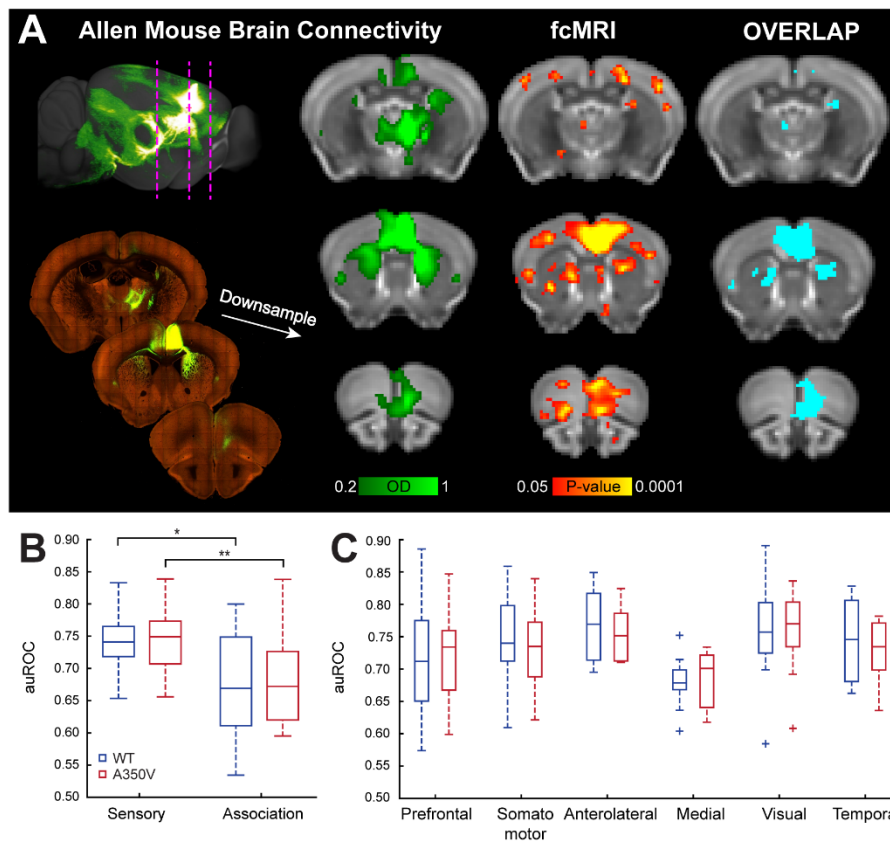 A
Allen Mouse Brain Connectivity
fcMRI
OVERLAP
Downsample
0.2 OD 1
0.05 P-value 0.0001
B
auROC
0.90
0.85
0.80
0.75
0.70
0.65
0.60
0.55
0.50
*
**
WT
A350V
Sensory
Association
C
auROC
0.90
0.85
0.80
0.75
0.70
0.65
0.60
0.55
0.50
Prefrontal
Somato
motor
Anterolateral
Medial
Visual
Tempora